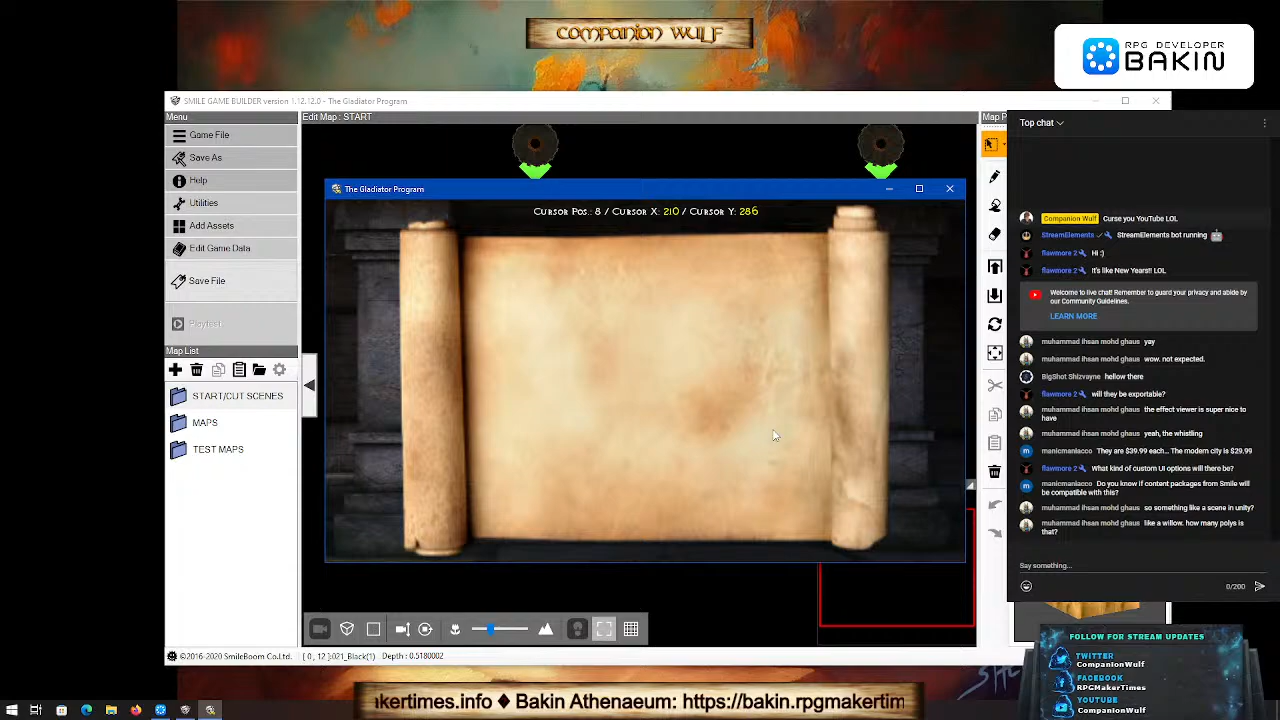 COMPANION WULF
RPG DEVELOPER
BAKIN
SMILE GAME BUILDER version 1.12.12.0 - The Gladiator Program
Menu
Edit Map : START
Map P
Game File
Save As
Help
Utilities
Add Assets
Edit Game Data
Save File
Playtest
Map List
START/CUT SCENES
MAPS
TEST MAPS
The Gladiator Program
Cursor Pos.: 8 / Cursor X: 210 / Cursor Y: 286
Top chat
Companion Wulf Curse you YouTube LOL
StreamElements StreamElements bot running
flawmore 2 Hi :)
flawmore 2 It's like New Years!! LOL
Welcome to live chat! Remember to guard your privacy and abide by
our Community Guidelines.
LEARN MORE
muhammad ihsan mohd ghaus yay
muhammad ihsan mohd ghaus wow. not expected.
BigShot Shizvayne hellow there
flawmore 2 will they be exportable?
muhammad ihsan mohd ghaus the effect viewer is super nice to
have
muhammad ihsan mohd ghaus yeah, the whistling
manicmaniacco They are $39.99 each... The modern city is $29.99
flawmore 2 What kind of custom UI options will there be?
manicmaniacco Do you know if content packages from Smile will
be compatible with this?
muhammad ihsan mohd ghaus so something like a scene in unity?
muhammad ihsan mohd ghaus like a willow. how many polys is
that?
Say something...
0/200
©2016-2020 SmileBoom Co.Ltd. [ 0, 12 ]:021_Black(1) Depth : 0.5180002
FOLLOW FOR STREAM UPDATES
TWITTER
CompanionWulf
FACEBOOK
RPGMakerTimes
YOUTUBE
CompanionWulf
akertimes.info ♦ Bakin Athenaeum: https://bakin.rpgmakertim